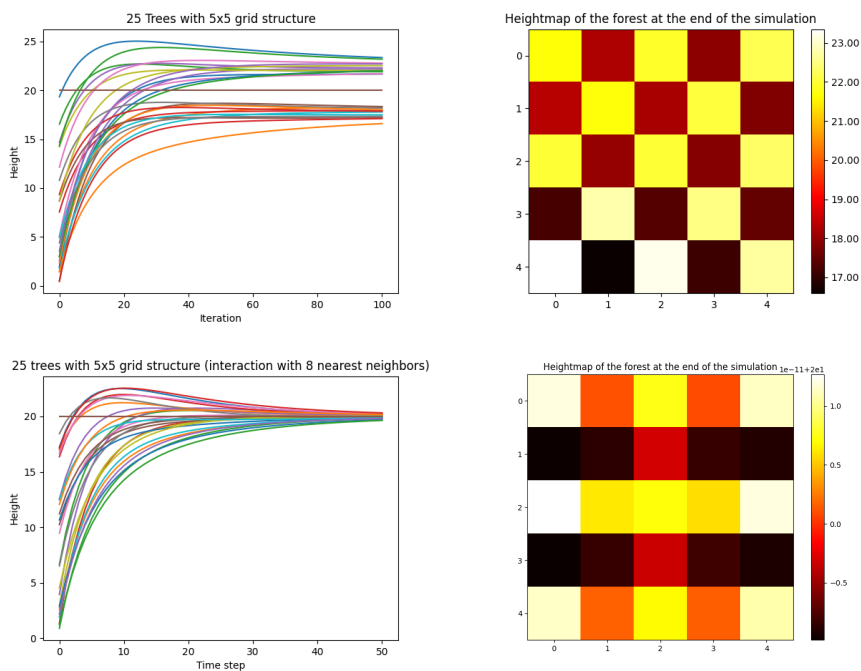 25 Trees with 5x5 grid structure
Height
25
20
15
10
5
0
0 20 40 60 80 100
Iteration
Heightmap of the forest at the end of the simulation
0
1
2
3
4
0 1 2 3 4
23.00
22.00
21.00
20.00
19.00
18.00
17.00
25 trees with 5x5 grid structure (interaction with 8 nearest neighbors)
Height
20
15
10
5
0
0 10 20 30 40 50
Time step
Heightmap of the forest at the end of the simulation 1e-11+2e1
0
1
2
3
4
0 1 2 3 4
1.0
0.5
0.0
−0.5